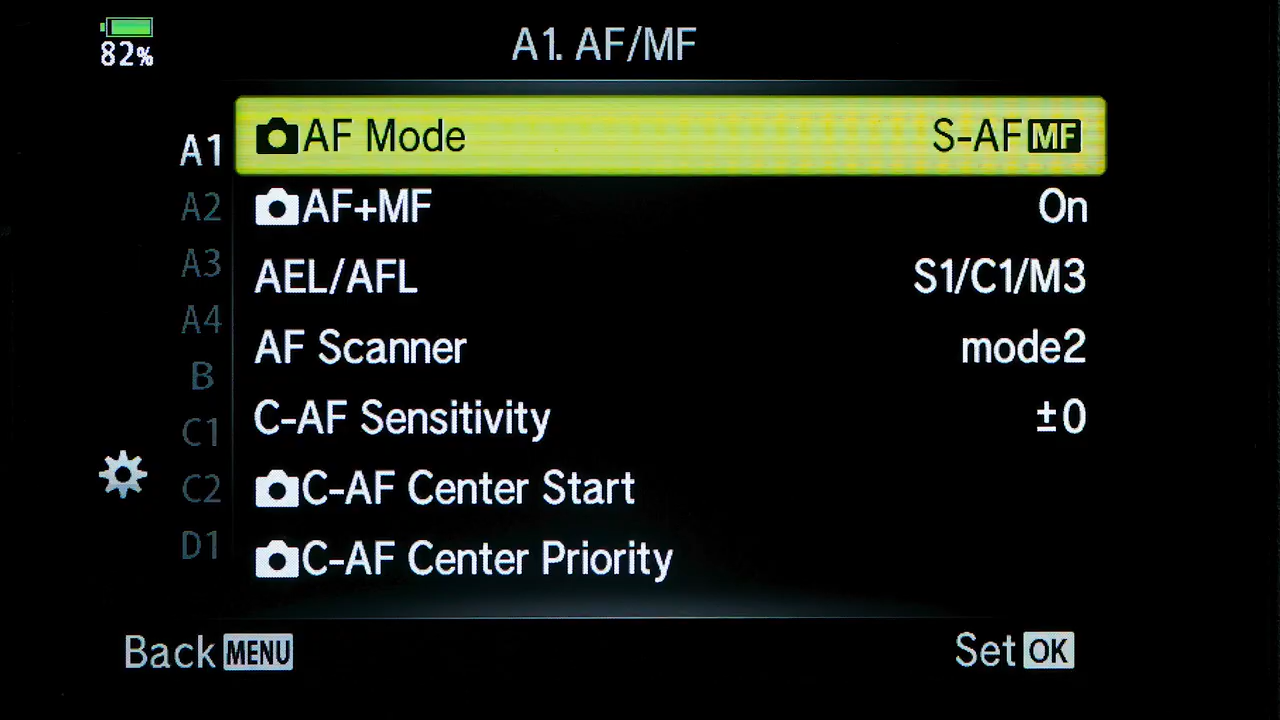 82%
A1. AF/MF
A1
A2
A3
A4
B
C1
C2
D1
AF Mode S-AF MF
AF+MF On
AEL/AFL S1/C1/M3
AF Scanner mode2
C-AF Sensitivity ±0
C-AF Center Start
C-AF Center Priority
Back MENU
Set OK